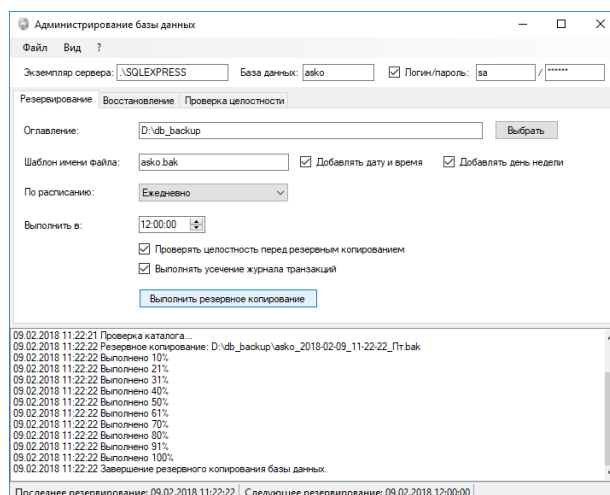 Администрирование базы данных
Файл Вид ?
Экземпляр сервера: .\SQLEXPRESS База данных: asko Логин/пароль: sa / ******
Резервирование Восстановление Проверка целостности
Оглавление: D:\db_backup Выбрать
Шаблон имени файла: asko.bak Добавлять дату и время Добавлять день недели
По расписанию: Ежедневно
Выполнить в: 12:00:00
Проверять целостность перед резервным копированием
Выполнять усечение журнала транзакций
Выполнить резервное копирование
09.02.2018 11:22:21 Проверка каталога...
09.02.2018 11:22:22 Резервное копирование: D:\db_backup\asko_2018-02-09_11-22-22_Пт.bak
09.02.2018 11:22:22 Выполнено 10%
09.02.2018 11:22:22 Выполнено 21%
09.02.2018 11:22:22 Выполнено 31%
09.02.2018 11:22:22 Выполнено 40%
09.02.2018 11:22:22 Выполнено 50%
09.02.2018 11:22:22 Выполнено 61%
09.02.2018 11:22:22 Выполнено 70%
09.02.2018 11:22:22 Выполнено 80%
09.02.2018 11:22:22 Выполнено 91%
09.02.2018 11:22:22 Выполнено 100%
09.02.2018 11:22:22 Завершение резервного копирования базы данных.
Последнее резервирование: 09.02.2018 11:22:22 Следующее резервирование: 09.02.2018 12:00:00